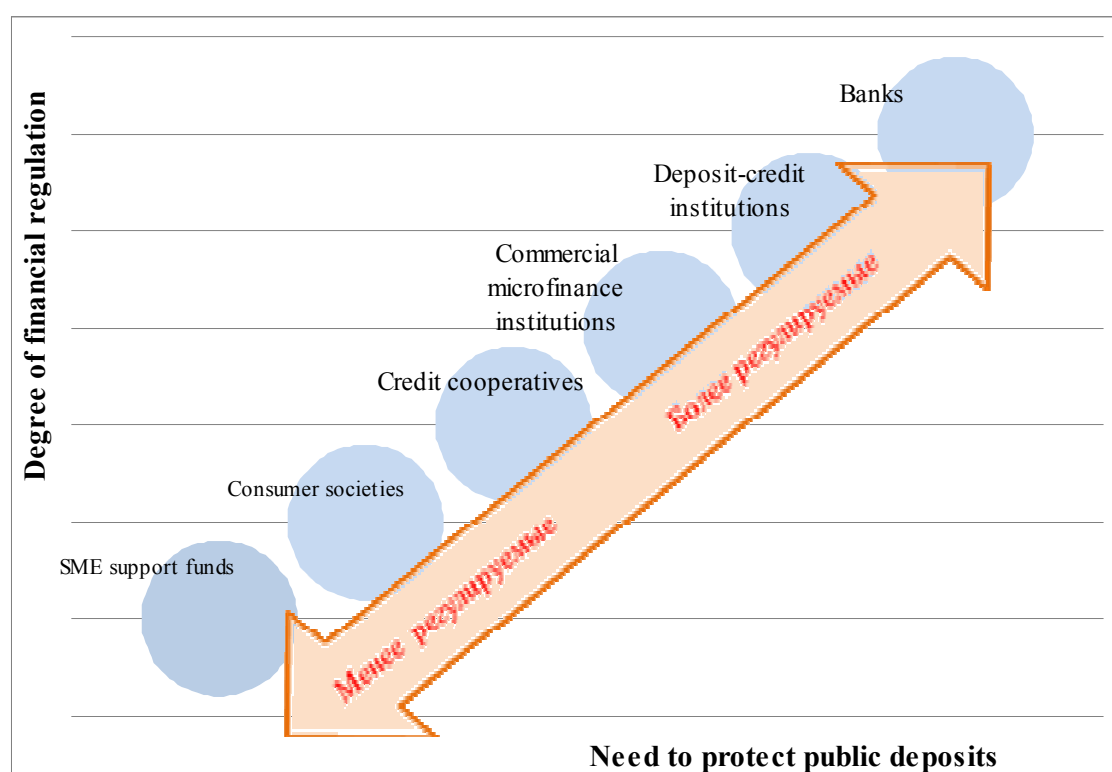 Banks
Deposit-credit
institutions
Commercial
microfinance
institutions
Credit cooperatives
Consumer societies
SME support funds
Более регулируемые
Менее регулируемые
Degree of financial regulation
Need to protect public deposits